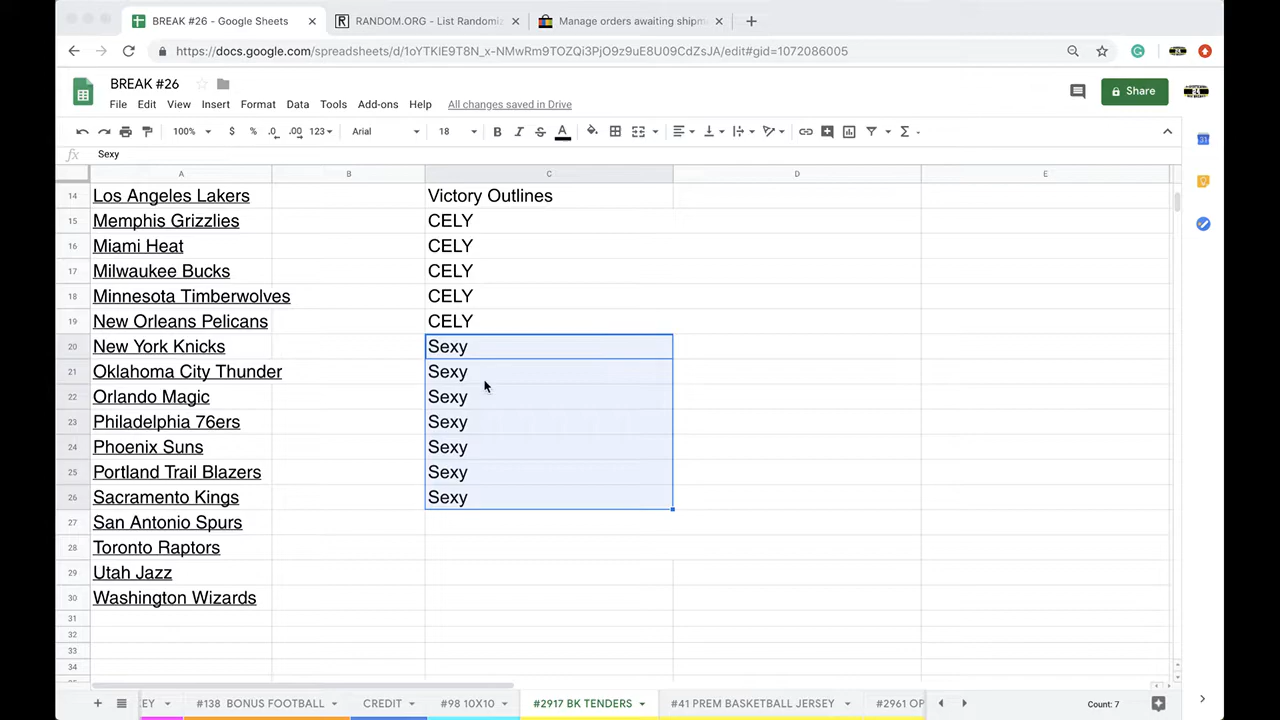 BREAK #26 - Google Sheets
RANDOM.ORG - List Randomiz
Manage orders awaiting shipm
https://docs.google.com/spreadsheets/d/1oYTKIE9T8N_x-NMwRm9TOZQi3PjO9z9uE8U09CdZsJA/edit#gid=1072086005
BREAK #26
File Edit View Insert Format Data Tools Add-ons Help All changes saved in Drive
Share
100% $ % .0 .00 123 Arial 18 B I S A
fx Sexy
A B C D E
14 Los Angeles Lakers Victory Outlines
15 Memphis Grizzlies CELY
16 Miami Heat CELY
17 Milwaukee Bucks CELY
18 Minnesota Timberwolves CELY
19 New Orleans Pelicans CELY
20 New York Knicks Sexy
21 Oklahoma City Thunder Sexy
22 Orlando Magic Sexy
23 Philadelphia 76ers Sexy
24 Phoenix Suns Sexy
25 Portland Trail Blazers Sexy
26 Sacramento Kings Sexy
27 San Antonio Spurs
28 Toronto Raptors
29 Utah Jazz
30 Washington Wizards
31
32
33
34
EY #138 BONUS FOOTBALL CREDIT #98 10X10 #2917 BK TENDERS #41 PREM BASKETBALL JERSEY #2961 OP Count: 7